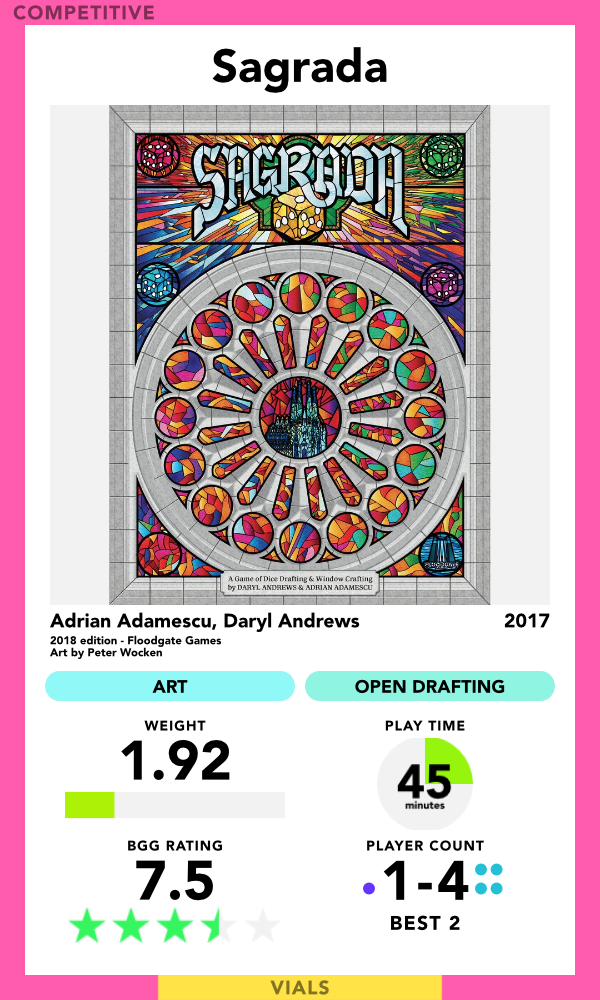 COMPETITIVE
Sagrada
SAGRADA
A Game of Dice Drafting & Window Crafting
by DARYL ANDREWS & ADRIAN ADAMESCU
Adrian Adamescu, Daryl Andrews 2017
2018 edition - Floodgate Games
Art by Peter Wocken
ART OPEN DRAFTING
WEIGHT PLAY TIME
1.92 45
minutes
BGG RATING PLAYER COUNT
7.5 1-4
BEST 2
VIALS